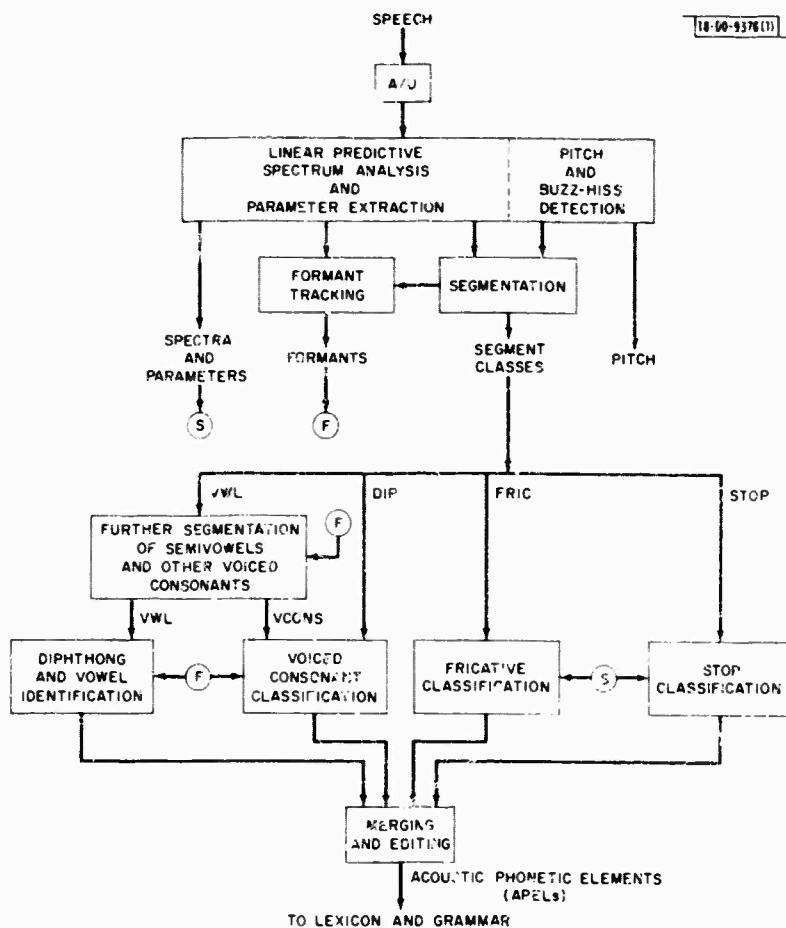 SPEECH
18-00-9376(1)
A/D
LINEAR PREDICTIVE
SPECTRUM ANALYSIS
AND
PARAMETER EXTRACTION
PITCH
AND
BUZZ-HISS
DETECTION
FORMANT
TRACKING
SEGMENTATION
SPECTRA
AND
PARAMETERS
FORMANTS
SEGMENT
CLASSES
PITCH
S
F
VWL
DIP
FRIC
STOP
FURTHER SEGMENTATION
OF SEMIVOWELS
AND OTHER VOICED
CONSONANTS
F
VWL
VCONS
DIPHTHONG
AND VOWEL
IDENTIFICATION
F
VOICED
CONSONANT
CLASSIFICATION
FRICATIVE
CLASSIFICATION
S
STOP
CLASSIFICATION
MERGING
AND EDITING
ACOUSTIC PHONETIC ELEMENTS
(APELs)
TO LEXICON AND GRAMMAR